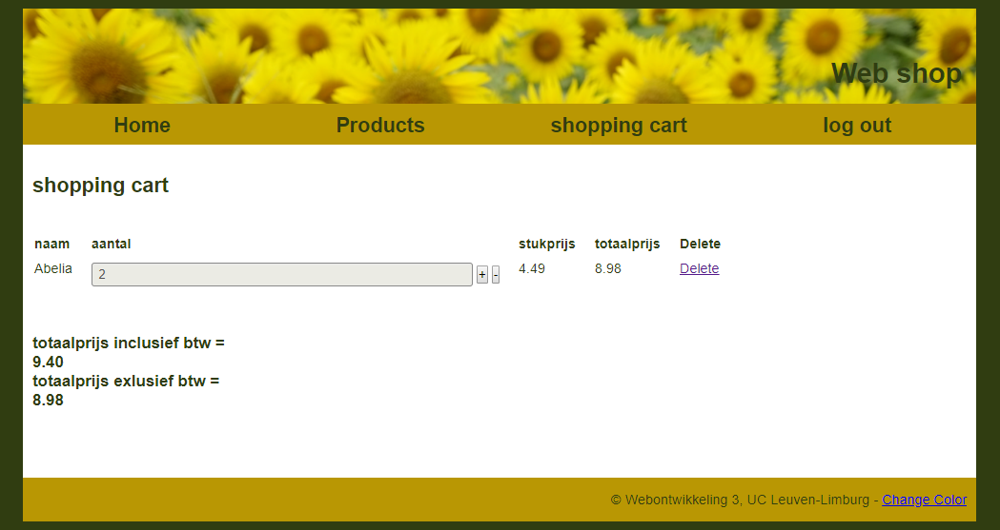 Web shop
Home Products shopping cart log out
shopping cart
naam aantal stukprijs totaalprijs Delete
Abelia 2 + - 4.49 8.98 Delete
totaalprijs inclusief btw =
9.40
totaalprijs exlusief btw =
8.98
© Webontwikkeling 3, UC Leuven-Limburg - Change Color